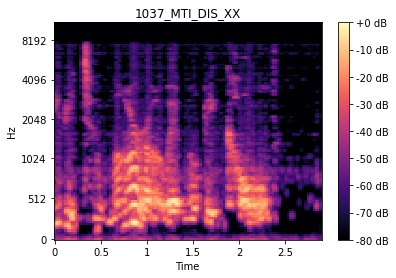 1037_MTI_DIS_XX
+0 dB
8192
-10 dB
4096
-20 dB
-30 dB
2048
Hz
-40 dB
1024
-50 dB
512
-60 dB
-70 dB
0
-80 dB
0 0.5 1 1.5 2 2.5
Time